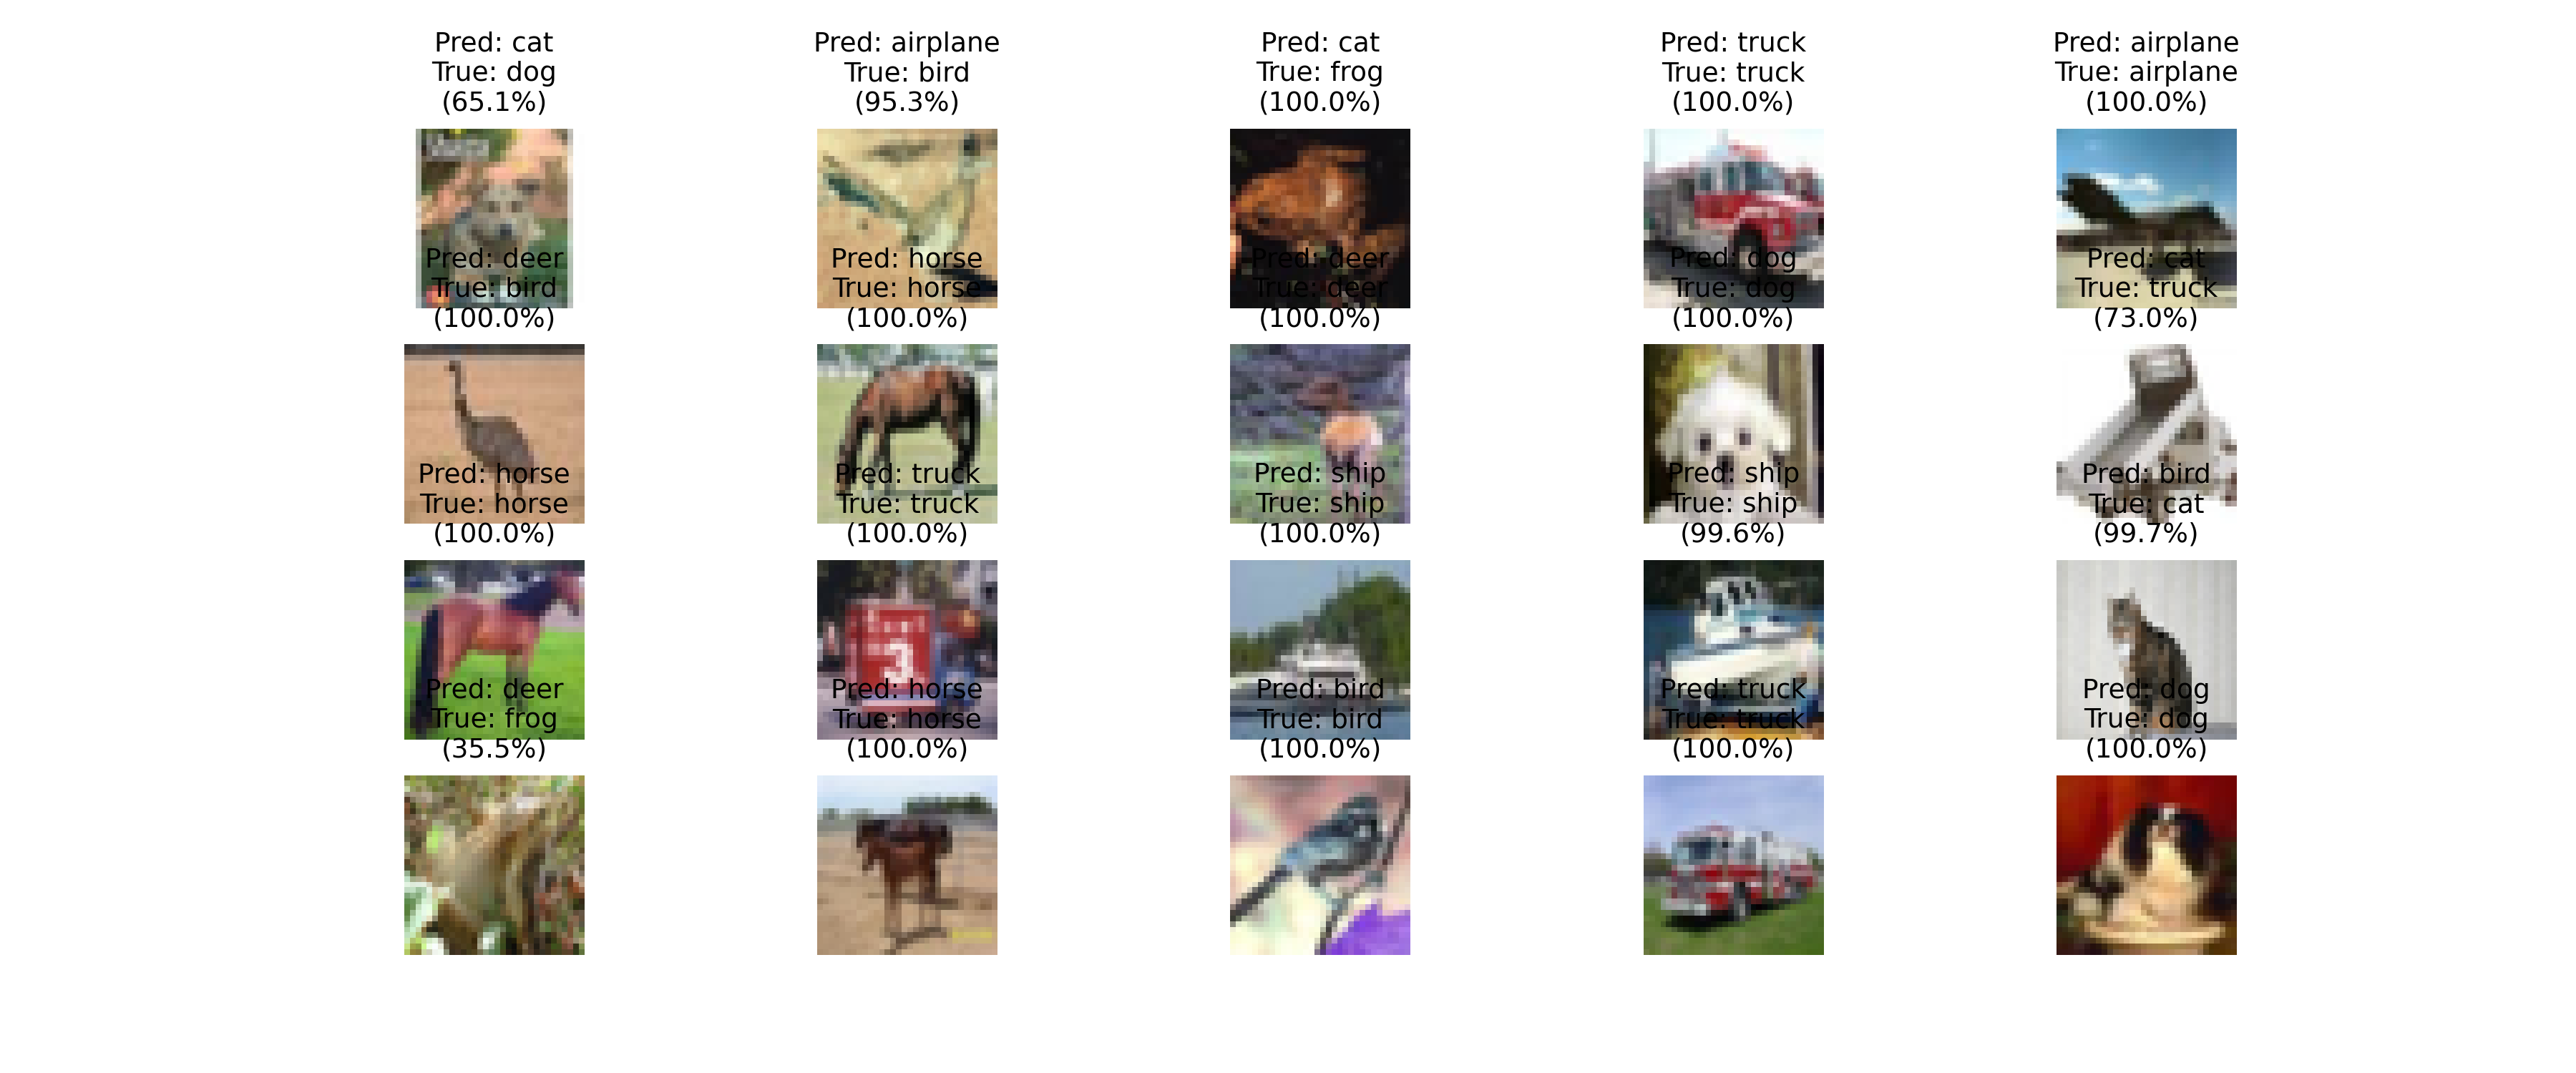 Pred: cat
True: dog
(65.1%)
Pred: airplane
True: bird
(95.3%)
Pred: cat
True: frog
(100.0%)
Pred: truck
True: truck
(100.0%)
Pred: airplane
True: airplane
(100.0%)
Pred: deer
True: bird
(100.0%)
Pred: horse
True: horse
(100.0%)
Pred: deer
True: deer
(100.0%)
Pred: dog
True: dog
(100.0%)
Pred: cat
True: truck
(73.0%)
Pred: horse
True: horse
(100.0%)
Pred: truck
True: truck
(100.0%)
Pred: ship
True: ship
(100.0%)
Pred: ship
True: ship
(99.6%)
Pred: bird
True: cat
(99.7%)
3
Pred: deer
True: frog
(35.5%)
Pred: horse
True: horse
(100.0%)
Pred: bird
True: bird
(100.0%)
Pred: truck
True: truck
(100.0%)
Pred: dog
True: dog
(100.0%)